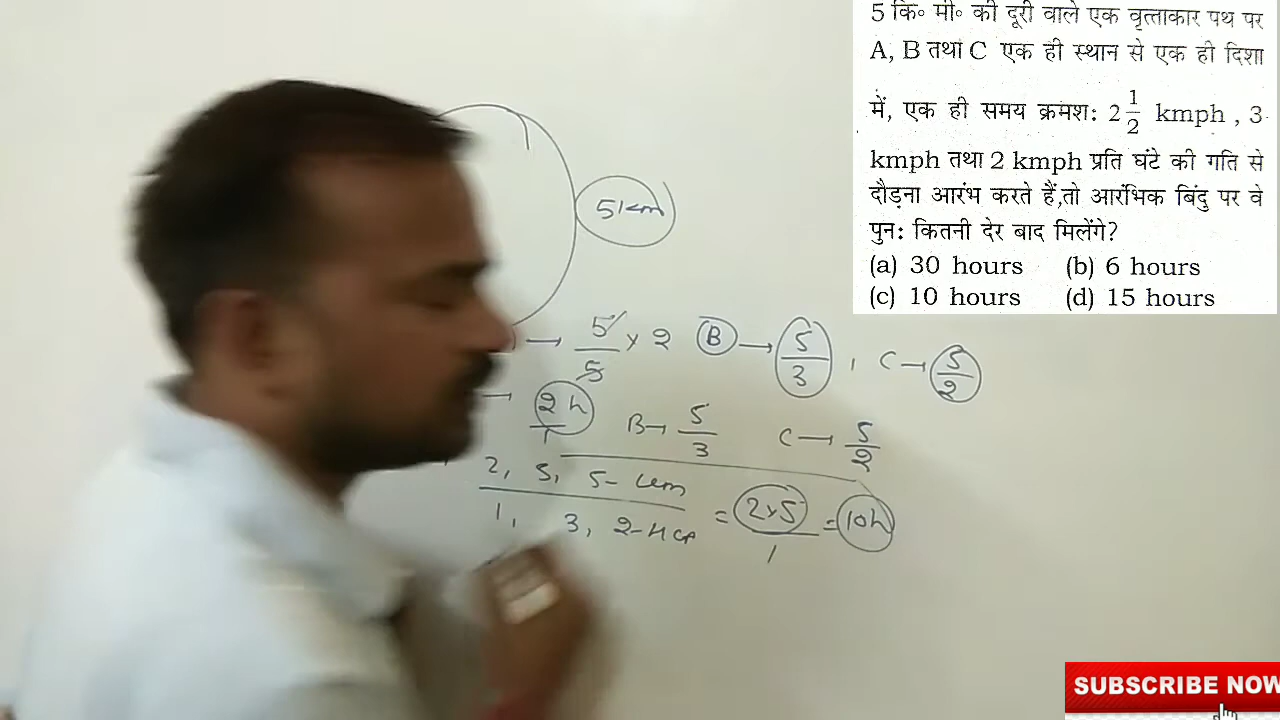 5 कि० मी० की दूरी वाले एक वृत्ताकार पथ पर
A, B तथा C एक ही स्थान से एक ही दिशा
में, एक ही समय क्रमश: 2 1/2 kmph , 3
kmph तथा 2 kmph प्रति घंटे की गति से
दौड़ना आरंभ करते हैं,तो आरंभिक बिंदु पर वे
पुन: कितनी देर बाद मिलेंगे?
(a) 30 hours (b) 6 hours
(c) 10 hours (d) 15 hours
5km
→ 5/5 × 2 B → 5/3 , C → 5/2
→ 2h/1 B → 5/3 C → 5/2
2, 5, 5 - Lcm
1, 3, 2 - HCF = 2×5/1 = 10h
SUBSCRIBE NOW